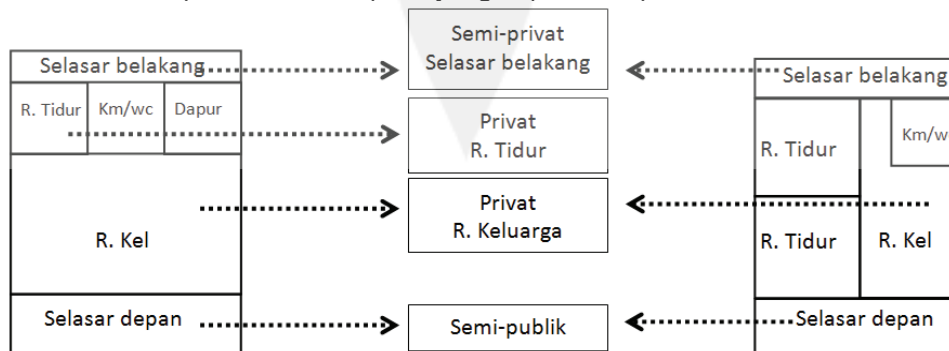 Semi-privat
Selasar belakang
Selasar belakang
Selasar belakang
R. Tidur Km/wc Dapur
Privat
R. Tidur
R. Tidur
Privat
R. Keluarga
R. Kel
R. Tidur R. Kel
Selasar depan
Semi-publik
Selasar depan